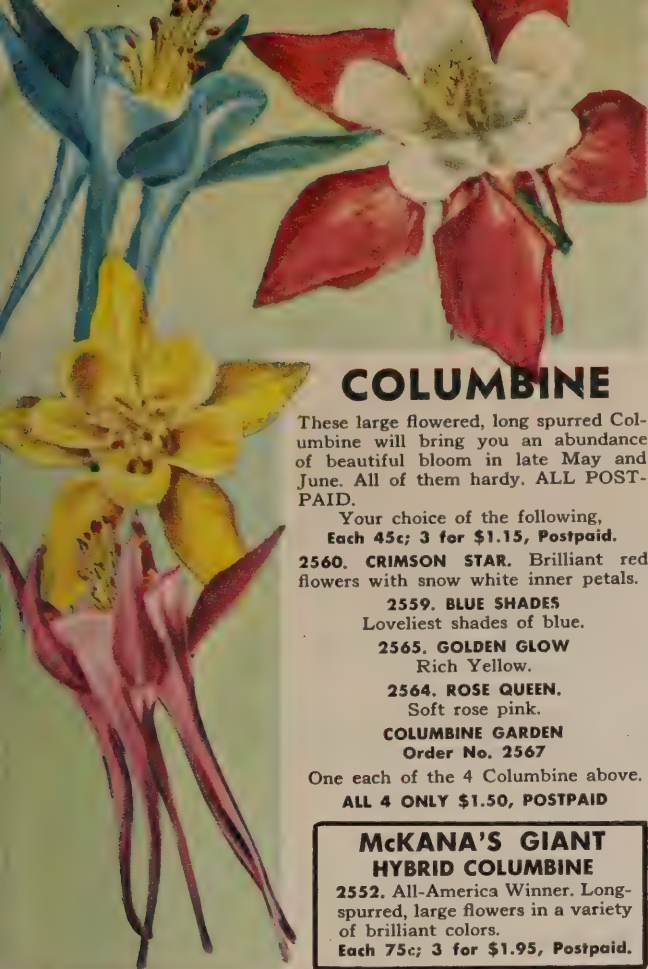 COLUMBINE
These large flowered, long spurred Col-
umbine will bring you an abundance
of beautiful bloom in late May and
June. All of them hardy. ALL POST-
PAID.
Your choice of the following,
Each 45c; 3 for $1.15, Postpaid.
2560. CRIMSON STAR. Brilliant red
flowers with snow white inner petals.
2559. BLUE SHADES
Loveliest shades of blue.
2565. GOLDEN GLOW
Rich Yellow.
2564. ROSE QUEEN.
Soft rose pink.
COLUMBINE GARDEN
Order No. 2567
One each of the 4 Columbine above.
ALL 4 ONLY $1.50, POSTPAID
McKANA'S GIANT
HYBRID COLUMBINE
2552. All-America Winner. Long-
spurred, large flowers in a variety
of brilliant colors.
Each 75c; 3 for $1.95, Postpaid.